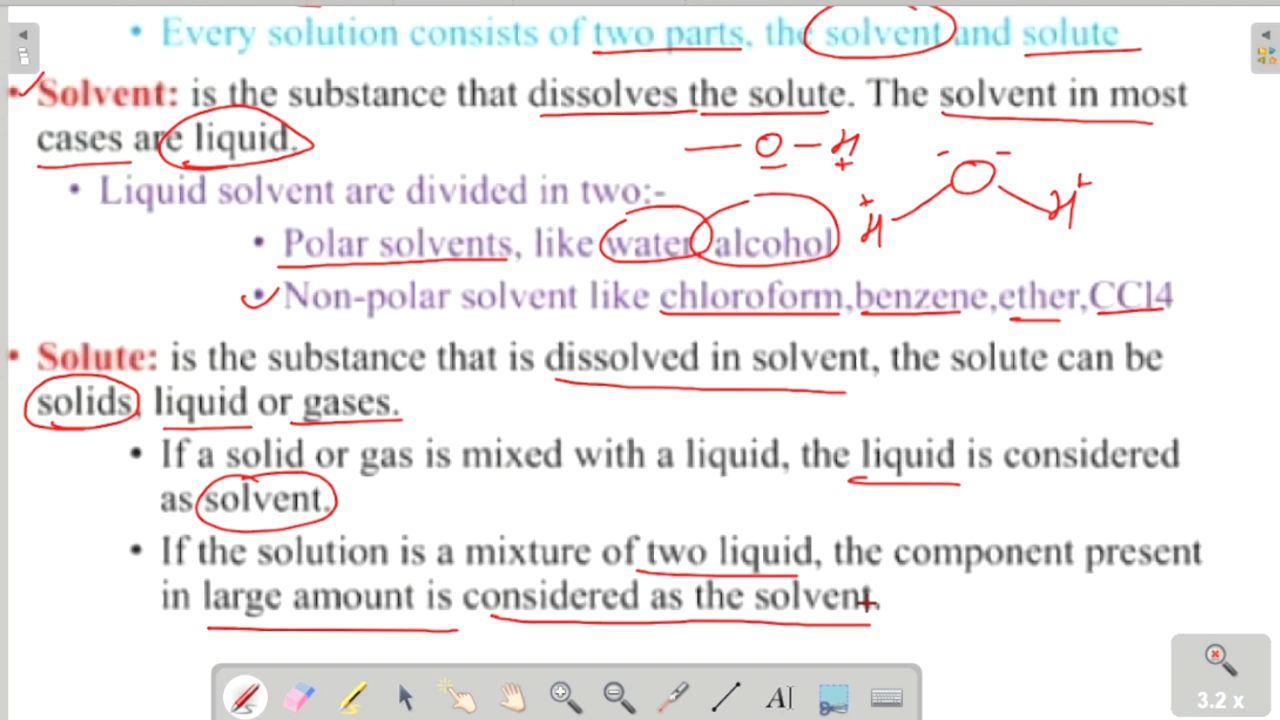 • Every solution consists of two parts, the solvent and solute
• Solvent: is the substance that dissolves the solute. The solvent in most
cases are liquid.
— O — H
+
- -
O
+ H H +
• Liquid solvent are divided in two:-
• Polar solvents, like water alcohol
• Non-polar solvent like chloroform,benzene,ether,CCl4
• Solute: is the substance that is dissolved in solvent, the solute can be
solids, liquid or gases.
• If a solid or gas is mixed with a liquid, the liquid is considered
as solvent.
• If the solution is a mixture of two liquid, the component present
in large amount is considered as the solvent.
AI
3.2 x